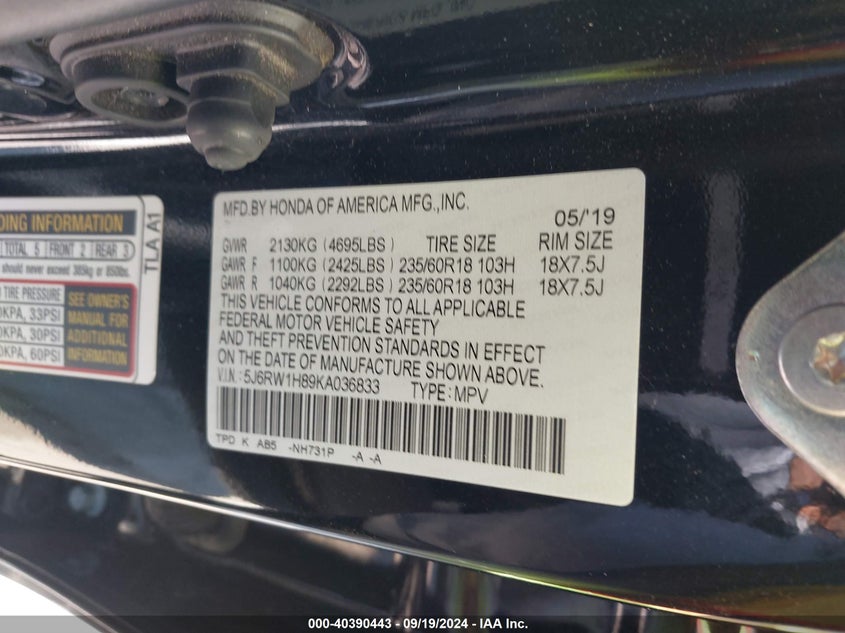 MFD.BY HONDA OF AMERICA MFG.,INC.
05/'19
GVWR 2130KG (4695LBS) TIRE SIZE RIM SIZE
GAWR F 1100KG (2425LBS) 235/60R18 103H 18X7.5J
GAWR R 1040KG (2292LBS) 235/60R18 103H 18X7.5J
THIS VEHICLE CONFORMS TO ALL APPLICABLE
FEDERAL MOTOR VEHICLE SAFETY
AND THEFT PREVENTION STANDARDS IN EFFECT
ON THE DATE OF MANUFACTURE SHOWN ABOVE.
V.I.N.: 5J6RW1H89KA036833 TYPE: MPV
TPD K AB5 -NH731P -A -A
DING INFORMATION
TOTAL 5 FRONT 2 REAR 3
should never exceed 385kg or 850lbs.
TIRE PRESSURE
KPA, 33PSI
KPA, 30PSI
KPA, 60PSI
SEE OWNER'S
MANUAL FOR
ADDITIONAL
INFORMATION
TLA A1
000-40390443 - 09/19/2024 - IAA Inc.